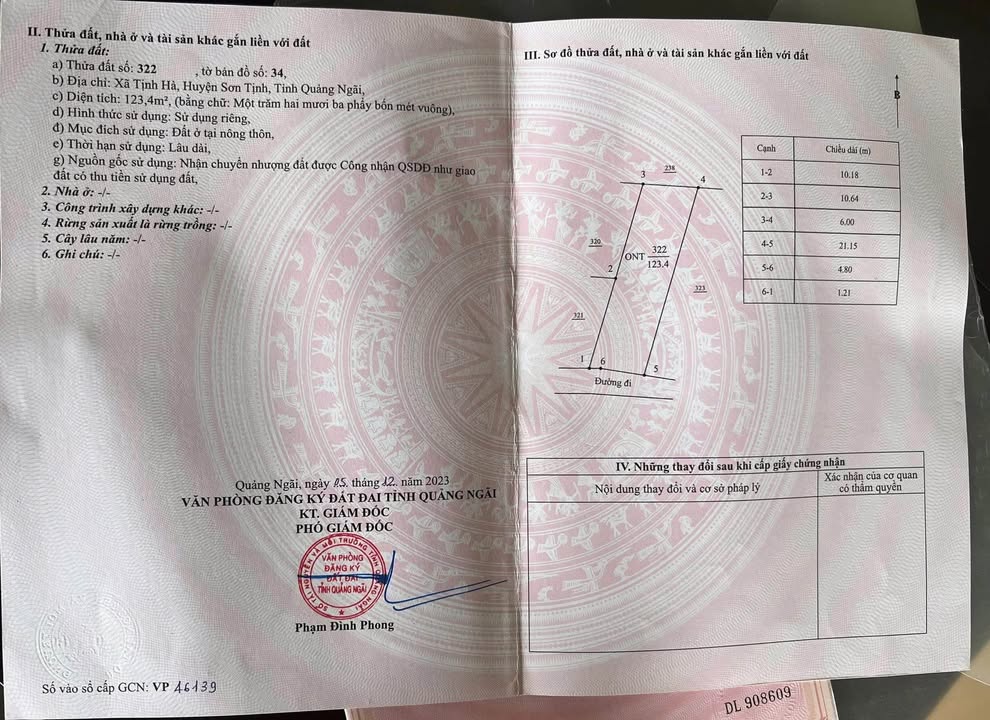 II. Thửa đất, nhà ở và tài sản khác gắn liền với đất
1. Thửa đất:
a) Thửa đất số: 322 , tờ bản đồ số: 34,
b) Địa chỉ: Xã Tịnh Hà, Huyện Sơn Tịnh, Tỉnh Quảng Ngãi,
c) Diện tích: 123,4m², (bằng chữ: Một trăm hai mươi ba phẩy bốn mét vuông),
d) Hình thức sử dụng: Sử dụng riêng,
đ) Mục đích sử dụng: Đất ở tại nông thôn,
e) Thời hạn sử dụng: Lâu dài,
g) Nguồn gốc sử dụng: Nhận chuyển nhượng đất được Công nhận QSDĐ như giao
đất có thu tiền sử dụng đất,
2. Nhà ở: -/-
3. Công trình xây dựng khác: -/-
4. Rừng sản xuất là rừng trồng: -/-
5. Cây lâu năm: -/-
6. Ghi chú: -/-
Quảng Ngãi, ngày 05 tháng 12 năm 2023
VĂN PHÒNG ĐĂNG KÝ ĐẤT ĐAI TỈNH QUẢNG NGÃI
KT. GIÁM ĐỐC
PHÓ GIÁM ĐỐC
SỞ TÀI NGUYÊN VÀ MÔI TRƯỜNG TỈNH QUẢNG NGÃI
VĂN PHÒNG
ĐĂNG KÝ
ĐẤT ĐAI
TỈNH QUẢNG NGÃI
Phạm Đình Phong
Số vào sổ cấp GCN: VP 46139
III. Sơ đồ thửa đất, nhà ở và tài sản khác gắn liền với đất
B
Cạnh Chiều dài (m)
1-2 10.18
2-3 10.64
3-4 6.00
4-5 21.15
5-6 4.80
6-1 1.21
238
3 4
320
ONT 322
123.4
2
323
321
1 6 5
Đường đi
IV. Những thay đổi sau khi cấp giấy chứng nhận
Nội dung thay đổi và cơ sở pháp lý
Xác nhận của cơ quan
có thẩm quyền
DL 908609